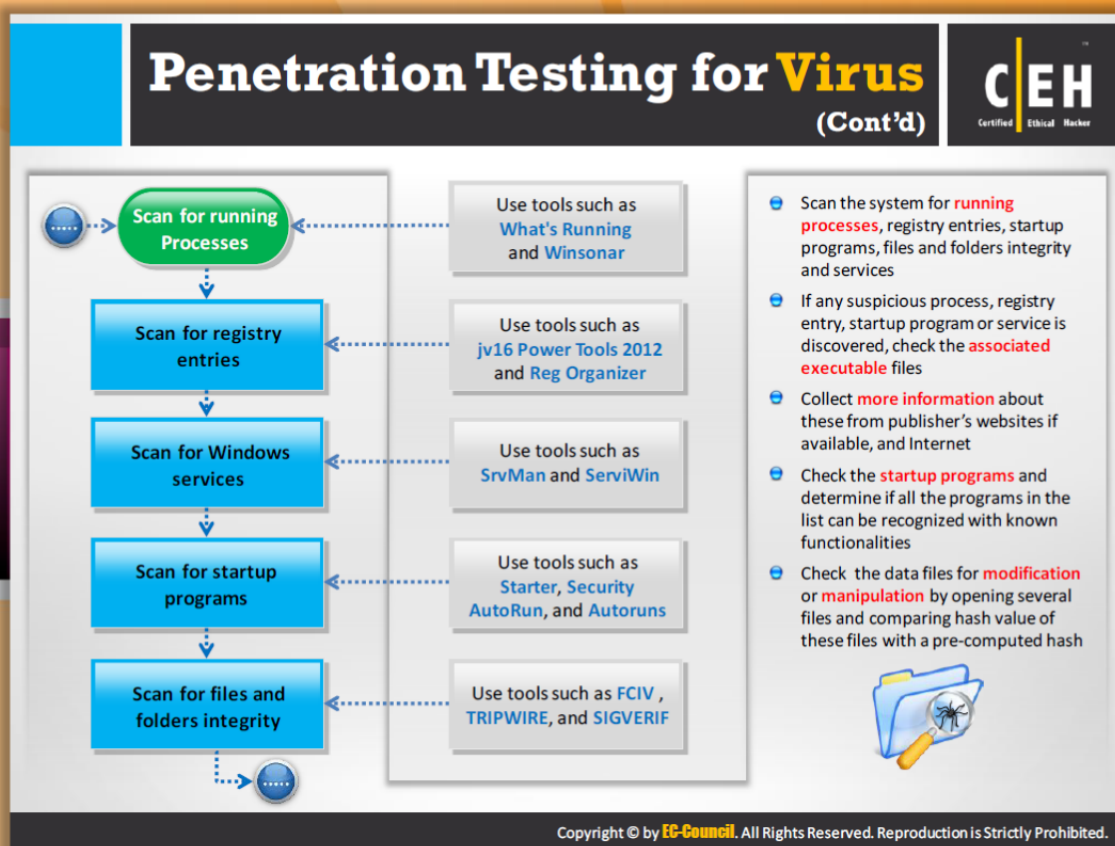 Penetration Testing for Virus
(Cont'd)
CEH
Certified Ethical Hacker
™
Scan for running
Processes
Scan for registry
entries
Scan for Windows
services
Scan for startup
programs
Scan for files and
folders integrity
Use tools such as
What's Running
and Winsonar
Use tools such as
jv16 Power Tools 2012
and Reg Organizer
Use tools such as
SrvMan and ServiWin
Use tools such as
Starter, Security
AutoRun, and Autoruns
Use tools such as FCIV ,
TRIPWIRE, and SIGVERIF
Scan the system for running
processes, registry entries, startup
programs, files and folders integrity
and services
If any suspicious process, registry
entry, startup program or service is
discovered, check the associated
executable files
Collect more information about
these from publisher's websites if
available, and Internet
Check the startup programs and
determine if all the programs in the
list can be recognized with known
functionalities
Check the data files for modification
or manipulation by opening several
files and comparing hash value of
these files with a pre-computed hash
Copyright © by EC-Council. All Rights Reserved. Reproduction is Strictly Prohibited.